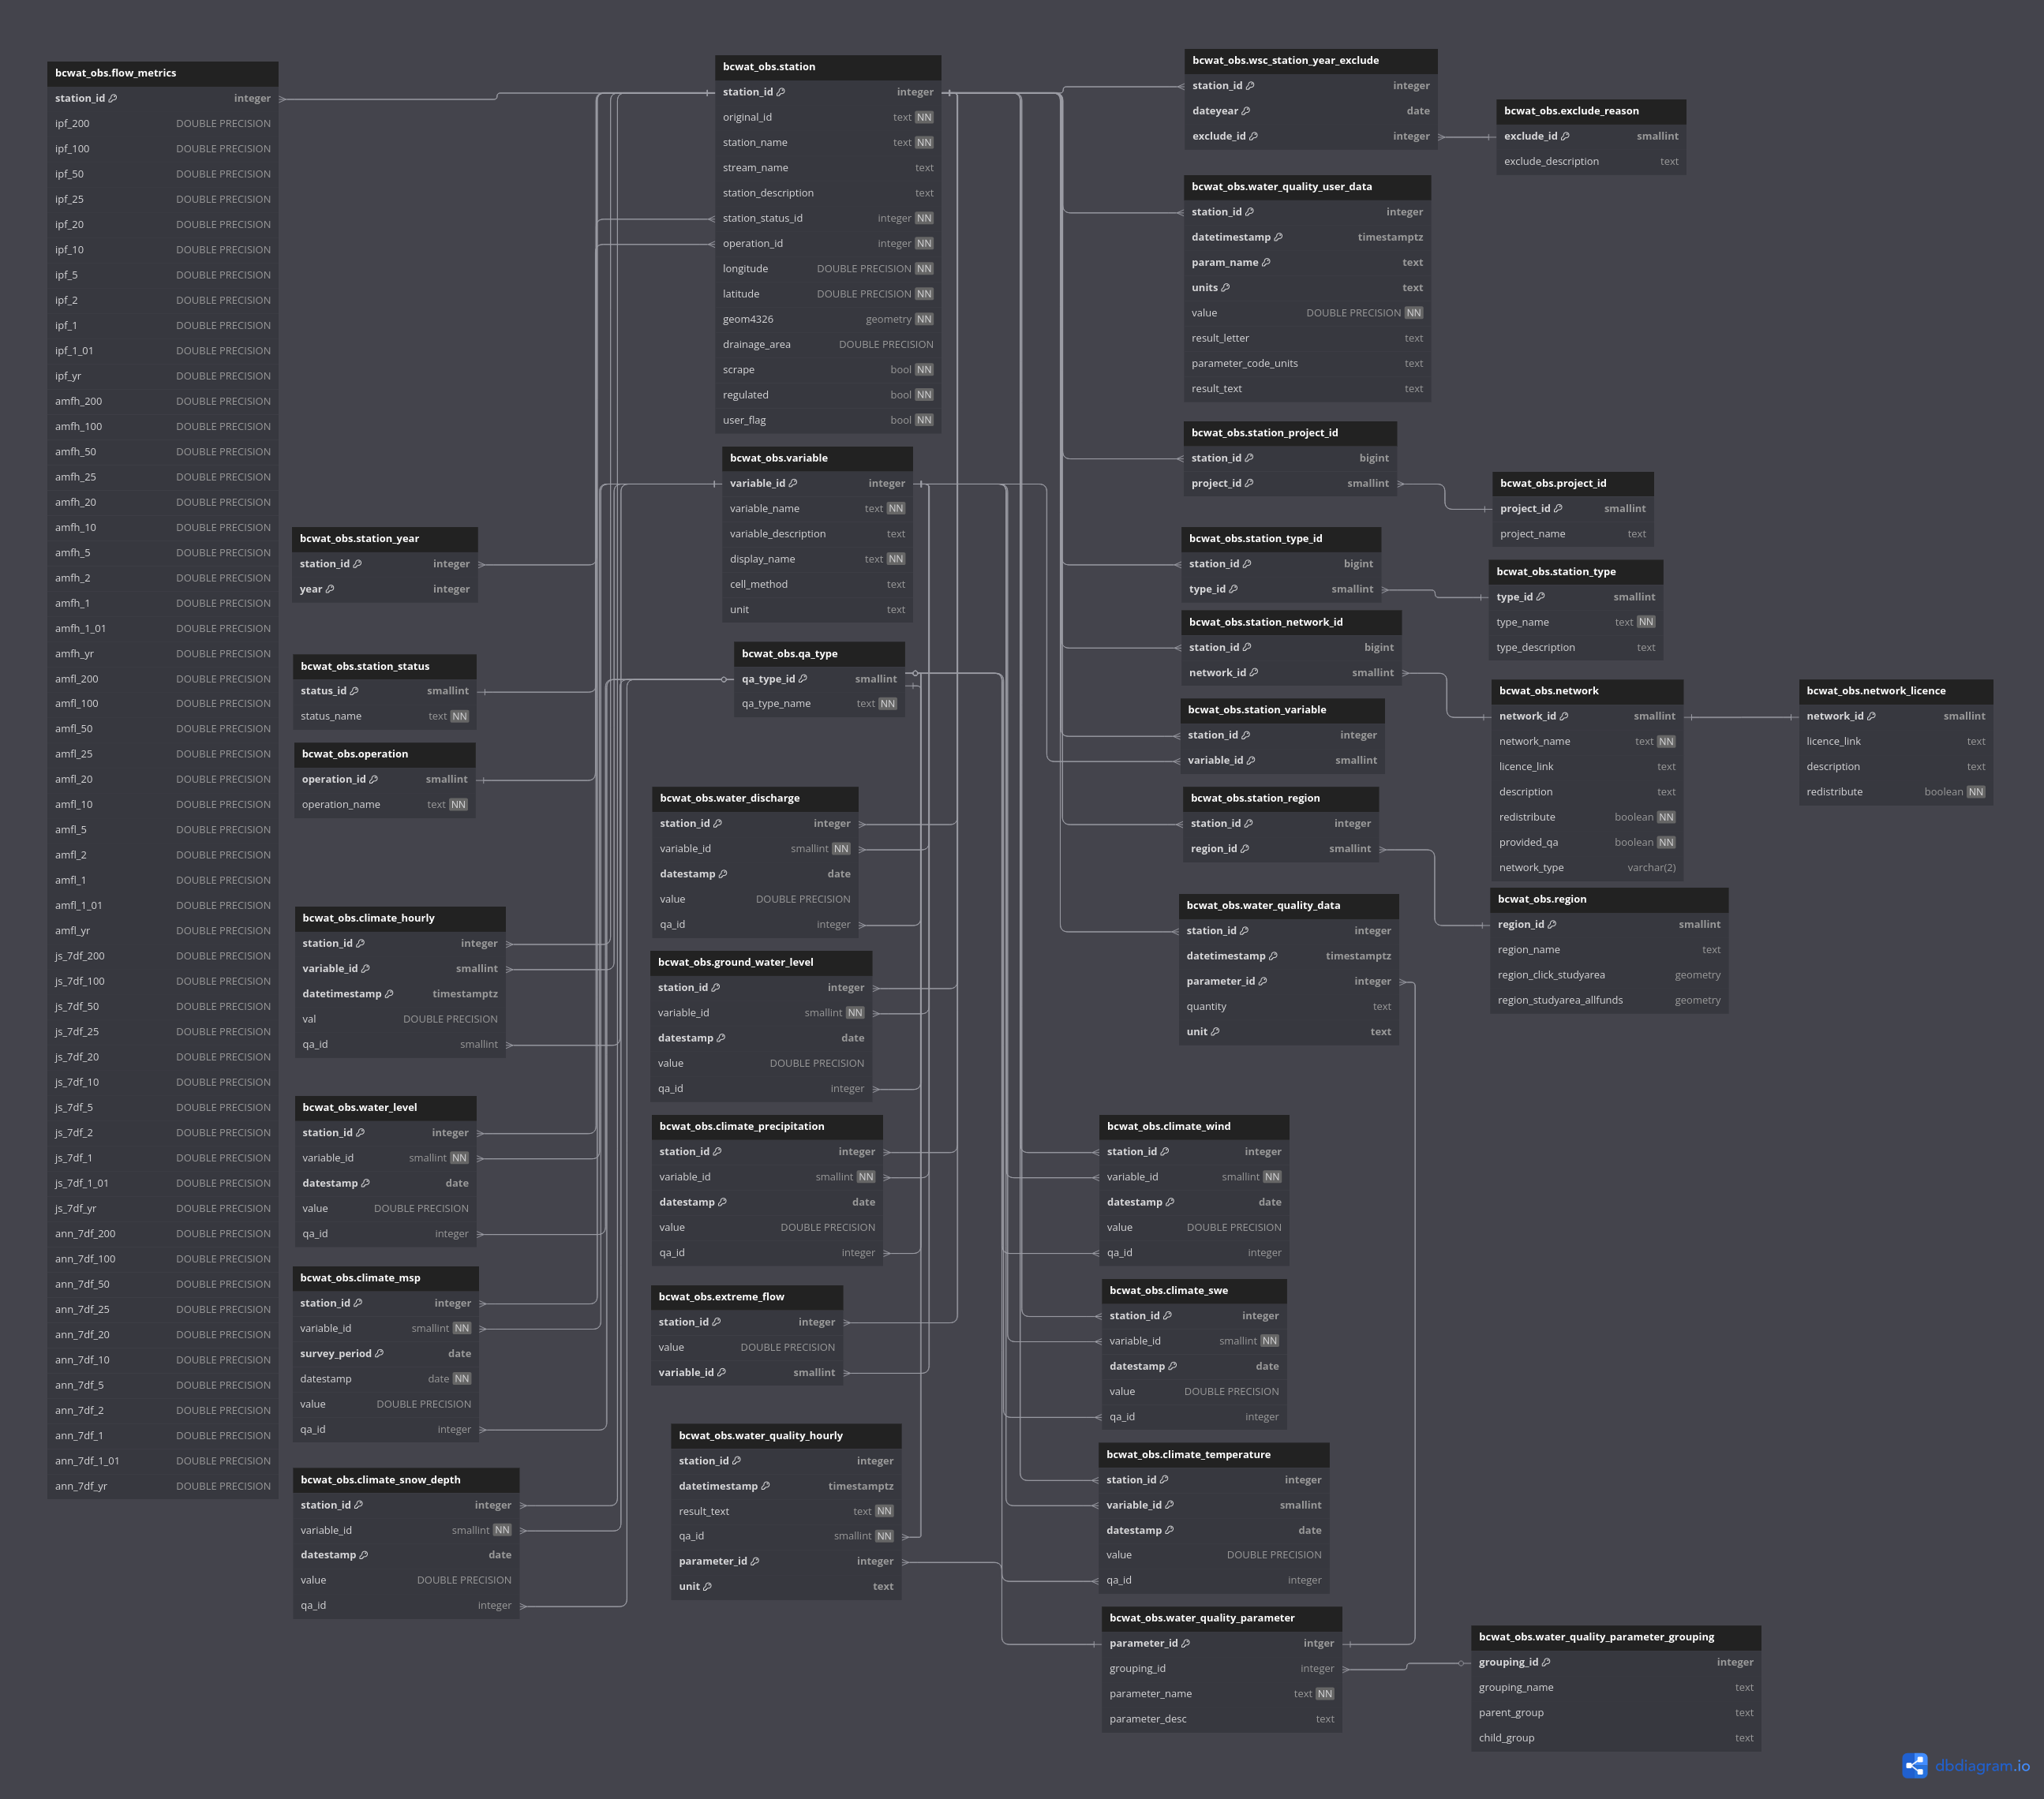 bcwat_obs.flow_metrics
station_id integer
ipf_200 DOUBLE PRECISION
ipf_100 DOUBLE PRECISION
ipf_50 DOUBLE PRECISION
ipf_25 DOUBLE PRECISION
ipf_20 DOUBLE PRECISION
ipf_10 DOUBLE PRECISION
ipf_5 DOUBLE PRECISION
ipf_2 DOUBLE PRECISION
ipf_1 DOUBLE PRECISION
ipf_1_01 DOUBLE PRECISION
ipf_yr DOUBLE PRECISION
amfh_200 DOUBLE PRECISION
amfh_100 DOUBLE PRECISION
amfh_50 DOUBLE PRECISION
amfh_25 DOUBLE PRECISION
amfh_20 DOUBLE PRECISION
amfh_10 DOUBLE PRECISION
amfh_5 DOUBLE PRECISION
amfh_2 DOUBLE PRECISION
amfh_1 DOUBLE PRECISION
amfh_1_01 DOUBLE PRECISION
amfh_yr DOUBLE PRECISION
amfl_200 DOUBLE PRECISION
amfl_100 DOUBLE PRECISION
amfl_50 DOUBLE PRECISION
amfl_25 DOUBLE PRECISION
amfl_20 DOUBLE PRECISION
amfl_10 DOUBLE PRECISION
amfl_5 DOUBLE PRECISION
amfl_2 DOUBLE PRECISION
amfl_1 DOUBLE PRECISION
amfl_1_01 DOUBLE PRECISION
amfl_yr DOUBLE PRECISION
js_7df_200 DOUBLE PRECISION
js_7df_100 DOUBLE PRECISION
js_7df_50 DOUBLE PRECISION
js_7df_25 DOUBLE PRECISION
js_7df_20 DOUBLE PRECISION
js_7df_10 DOUBLE PRECISION
js_7df_5 DOUBLE PRECISION
js_7df_2 DOUBLE PRECISION
js_7df_1 DOUBLE PRECISION
js_7df_1_01 DOUBLE PRECISION
js_7df_yr DOUBLE PRECISION
ann_7df_200 DOUBLE PRECISION
ann_7df_100 DOUBLE PRECISION
ann_7df_50 DOUBLE PRECISION
ann_7df_25 DOUBLE PRECISION
ann_7df_20 DOUBLE PRECISION
ann_7df_10 DOUBLE PRECISION
ann_7df_5 DOUBLE PRECISION
ann_7df_2 DOUBLE PRECISION
ann_7df_1 DOUBLE PRECISION
ann_7df_1_01 DOUBLE PRECISION
ann_7df_yr DOUBLE PRECISION
bcwat_obs.station_year
station_id integer
year integer
bcwat_obs.station_status
status_id smallint
status_name text NN
bcwat_obs.operation
operation_id smallint
operation_name text NN
bcwat_obs.climate_hourly
station_id integer
variable_id smallint
datetimestamp timestamptz
val DOUBLE PRECISION
qa_id smallint
bcwat_obs.water_level
station_id integer
variable_id smallint NN
datestamp date
value DOUBLE PRECISION
qa_id integer
bcwat_obs.climate_msp
station_id integer
variable_id smallint NN
survey_period date
datestamp date NN
value DOUBLE PRECISION
qa_id integer
bcwat_obs.climate_snow_depth
station_id integer
variable_id smallint NN
datestamp date
value DOUBLE PRECISION
qa_id integer
bcwat_obs.station
station_id integer
original_id text NN
station_name text NN
stream_name text
station_description text
station_status_id integer NN
operation_id integer NN
longitude DOUBLE PRECISION NN
latitude DOUBLE PRECISION NN
geom4326 geometry NN
drainage_area DOUBLE PRECISION
scrape bool NN
regulated bool NN
user_flag bool NN
bcwat_obs.variable
variable_id integer
variable_name text NN
variable_description text
display_name text NN
cell_method text
unit text
bcwat_obs.qa_type
qa_type_id smallint
qa_type_name text NN
bcwat_obs.water_discharge
station_id integer
variable_id smallint NN
datestamp date
value DOUBLE PRECISION
qa_id integer
bcwat_obs.ground_water_level
station_id integer
variable_id smallint NN
datestamp date
value DOUBLE PRECISION
qa_id integer
bcwat_obs.climate_precipitation
station_id integer
variable_id smallint NN
datestamp date
value DOUBLE PRECISION
qa_id integer
bcwat_obs.extreme_flow
station_id integer
value DOUBLE PRECISION
variable_id smallint
bcwat_obs.water_quality_hourly
station_id integer
datetimestamp timestamptz
result_text text NN
qa_id smallint NN
parameter_id integer
unit text
bcwat_obs.wsc_station_year_exclude
station_id integer
dateyear date
exclude_id integer
bcwat_obs.exclude_reason
exclude_id smallint
exclude_description text
bcwat_obs.water_quality_user_data
station_id integer
datetimestamp timestamptz
param_name text
units text
value DOUBLE PRECISION NN
result_letter text
parameter_code_units text
result_text text
bcwat_obs.station_project_id
station_id bigint
project_id smallint
bcwat_obs.project_id
project_id smallint
project_name text
bcwat_obs.station_type_id
station_id bigint
type_id smallint
bcwat_obs.station_type
type_id smallint
type_name text NN
type_description text
bcwat_obs.station_network_id
station_id bigint
network_id smallint
bcwat_obs.network
network_id smallint
network_name text NN
licence_link text
description text
redistribute boolean NN
provided_qa boolean NN
network_type varchar(2)
bcwat_obs.network_licence
network_id smallint
licence_link text
description text
redistribute boolean NN
bcwat_obs.station_variable
station_id integer
variable_id smallint
bcwat_obs.station_region
station_id integer
region_id smallint
bcwat_obs.region
region_id smallint
region_name text
region_click_studyarea geometry
region_studyarea_allfunds geometry
bcwat_obs.water_quality_data
station_id integer
datetimestamp timestamptz
parameter_id integer
quantity text
unit text
bcwat_obs.climate_wind
station_id integer
variable_id smallint NN
datestamp date
value DOUBLE PRECISION
qa_id integer
bcwat_obs.climate_swe
station_id integer
variable_id smallint NN
datestamp date
value DOUBLE PRECISION
qa_id integer
bcwat_obs.climate_temperature
station_id integer
variable_id smallint
datestamp date
value DOUBLE PRECISION
qa_id integer
bcwat_obs.water_quality_parameter
parameter_id intger
grouping_id integer
parameter_name text NN
parameter_desc text
bcwat_obs.water_quality_parameter_grouping
grouping_id integer
grouping_name text
parent_group text
child_group text
dbdiagram.io